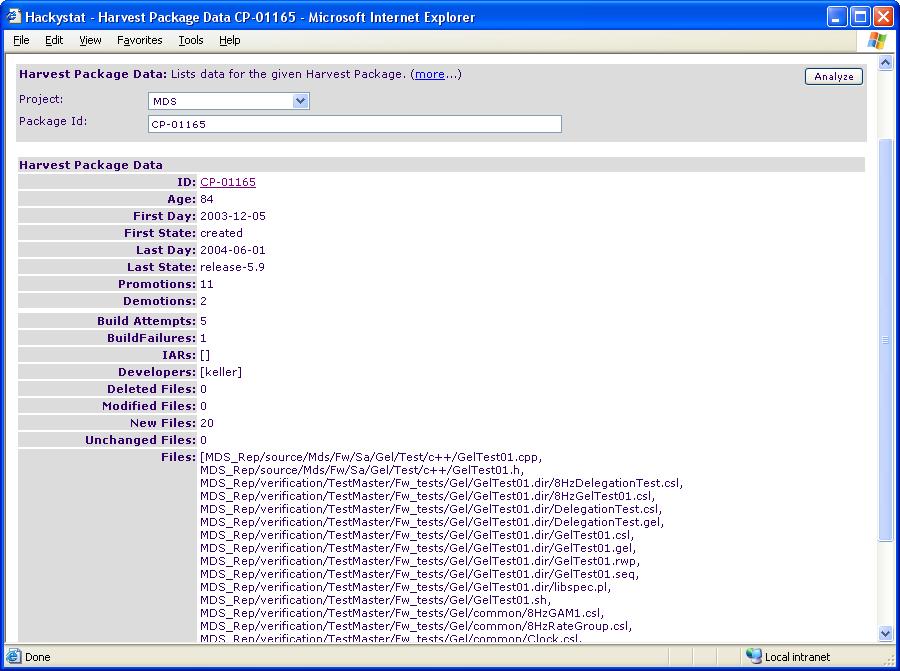 Hackystat - Harvest Package Data CP-01165 - Microsoft Internet Explorer
File Edit View Favorites Tools Help
Harvest Package Data: Lists data for the given Harvest Package. (more...)
Analyze
Project: MDS
Package Id: CP-01165
Harvest Package Data
ID: CP-01165
Age: 84
First Day: 2003-12-05
First State: created
Last Day: 2004-06-01
Last State: release-5.9
Promotions: 11
Demotions: 2
Build Attempts: 5
BuildFailures: 1
IARs: []
Developers: [keller]
Deleted Files: 0
Modified Files: 0
New Files: 20
Unchanged Files: 0
Files: [MDS_Rep/source/Mds/Fw/Sa/Gel/Test/c++/GelTest01.cpp,
MDS_Rep/source/Mds/Fw/Sa/Gel/Test/c++/GelTest01.h,
MDS_Rep/verification/TestMaster/Fw_tests/Gel/GelTest01.dir/8HzDelegationTest.csl,
MDS_Rep/verification/TestMaster/Fw_tests/Gel/GelTest01.dir/8HzGelTest01.csl,
MDS_Rep/verification/TestMaster/Fw_tests/Gel/GelTest01.dir/DelegationTest.csl,
MDS_Rep/verification/TestMaster/Fw_tests/Gel/GelTest01.dir/DelegationTest.gel,
MDS_Rep/verification/TestMaster/Fw_tests/Gel/GelTest01.dir/GelTest01.csl,
MDS_Rep/verification/TestMaster/Fw_tests/Gel/GelTest01.dir/GelTest01.gel,
MDS_Rep/verification/TestMaster/Fw_tests/Gel/GelTest01.dir/GelTest01.rwp,
MDS_Rep/verification/TestMaster/Fw_tests/Gel/GelTest01.dir/GelTest01.seq,
MDS_Rep/verification/TestMaster/Fw_tests/Gel/GelTest01.dir/libspec.pl,
MDS_Rep/verification/TestMaster/Fw_tests/Gel/GelTest01.sh,
MDS_Rep/verification/TestMaster/Fw_tests/Gel/common/8HzGAM1.csl,
MDS_Rep/verification/TestMaster/Fw_tests/Gel/common/8HzRateGroup.csl,
MDS_Rep/verification/TestMaster/Fw_tests/Gel/common/Clock.csl,
Done
Local intranet